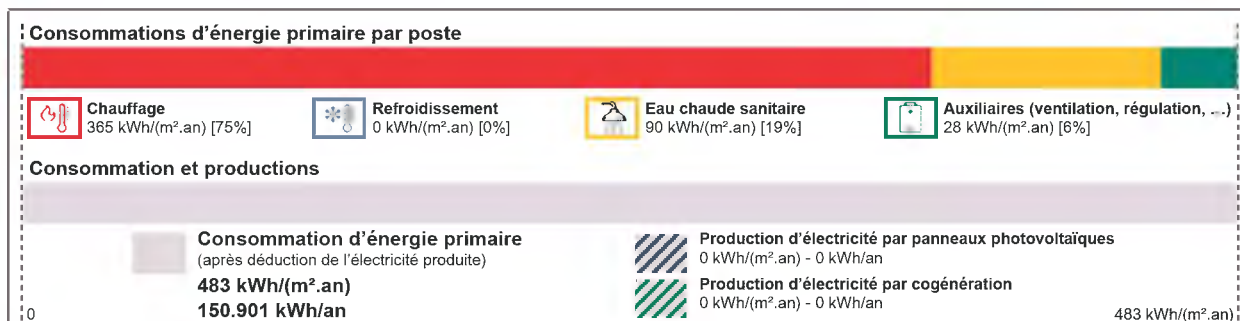 Consommations d'énergie primaire par poste
Chauffage
365 kWh/(m².an) [75%]
Refroidissement
0 kWh/(m².an) [0%]
Eau chaude sanitaire
90 kWh/(m².an) [19%]
Auxiliaires (ventilation, régulation, ...)
28 kWh/(m².an) [6%]
Consommation et productions
Consommation d'énergie primaire
(après déduction de l'électricité produite)
483 kWh/(m².an)
150.901 kWh/an
Production d'électricité par panneaux photovoltaïques
0 kWh/(m².an) - 0 kWh/an
Production d'électricité par cogénération
0 kWh/(m².an) - 0 kWh/an
0
483 kWh/(m².an)